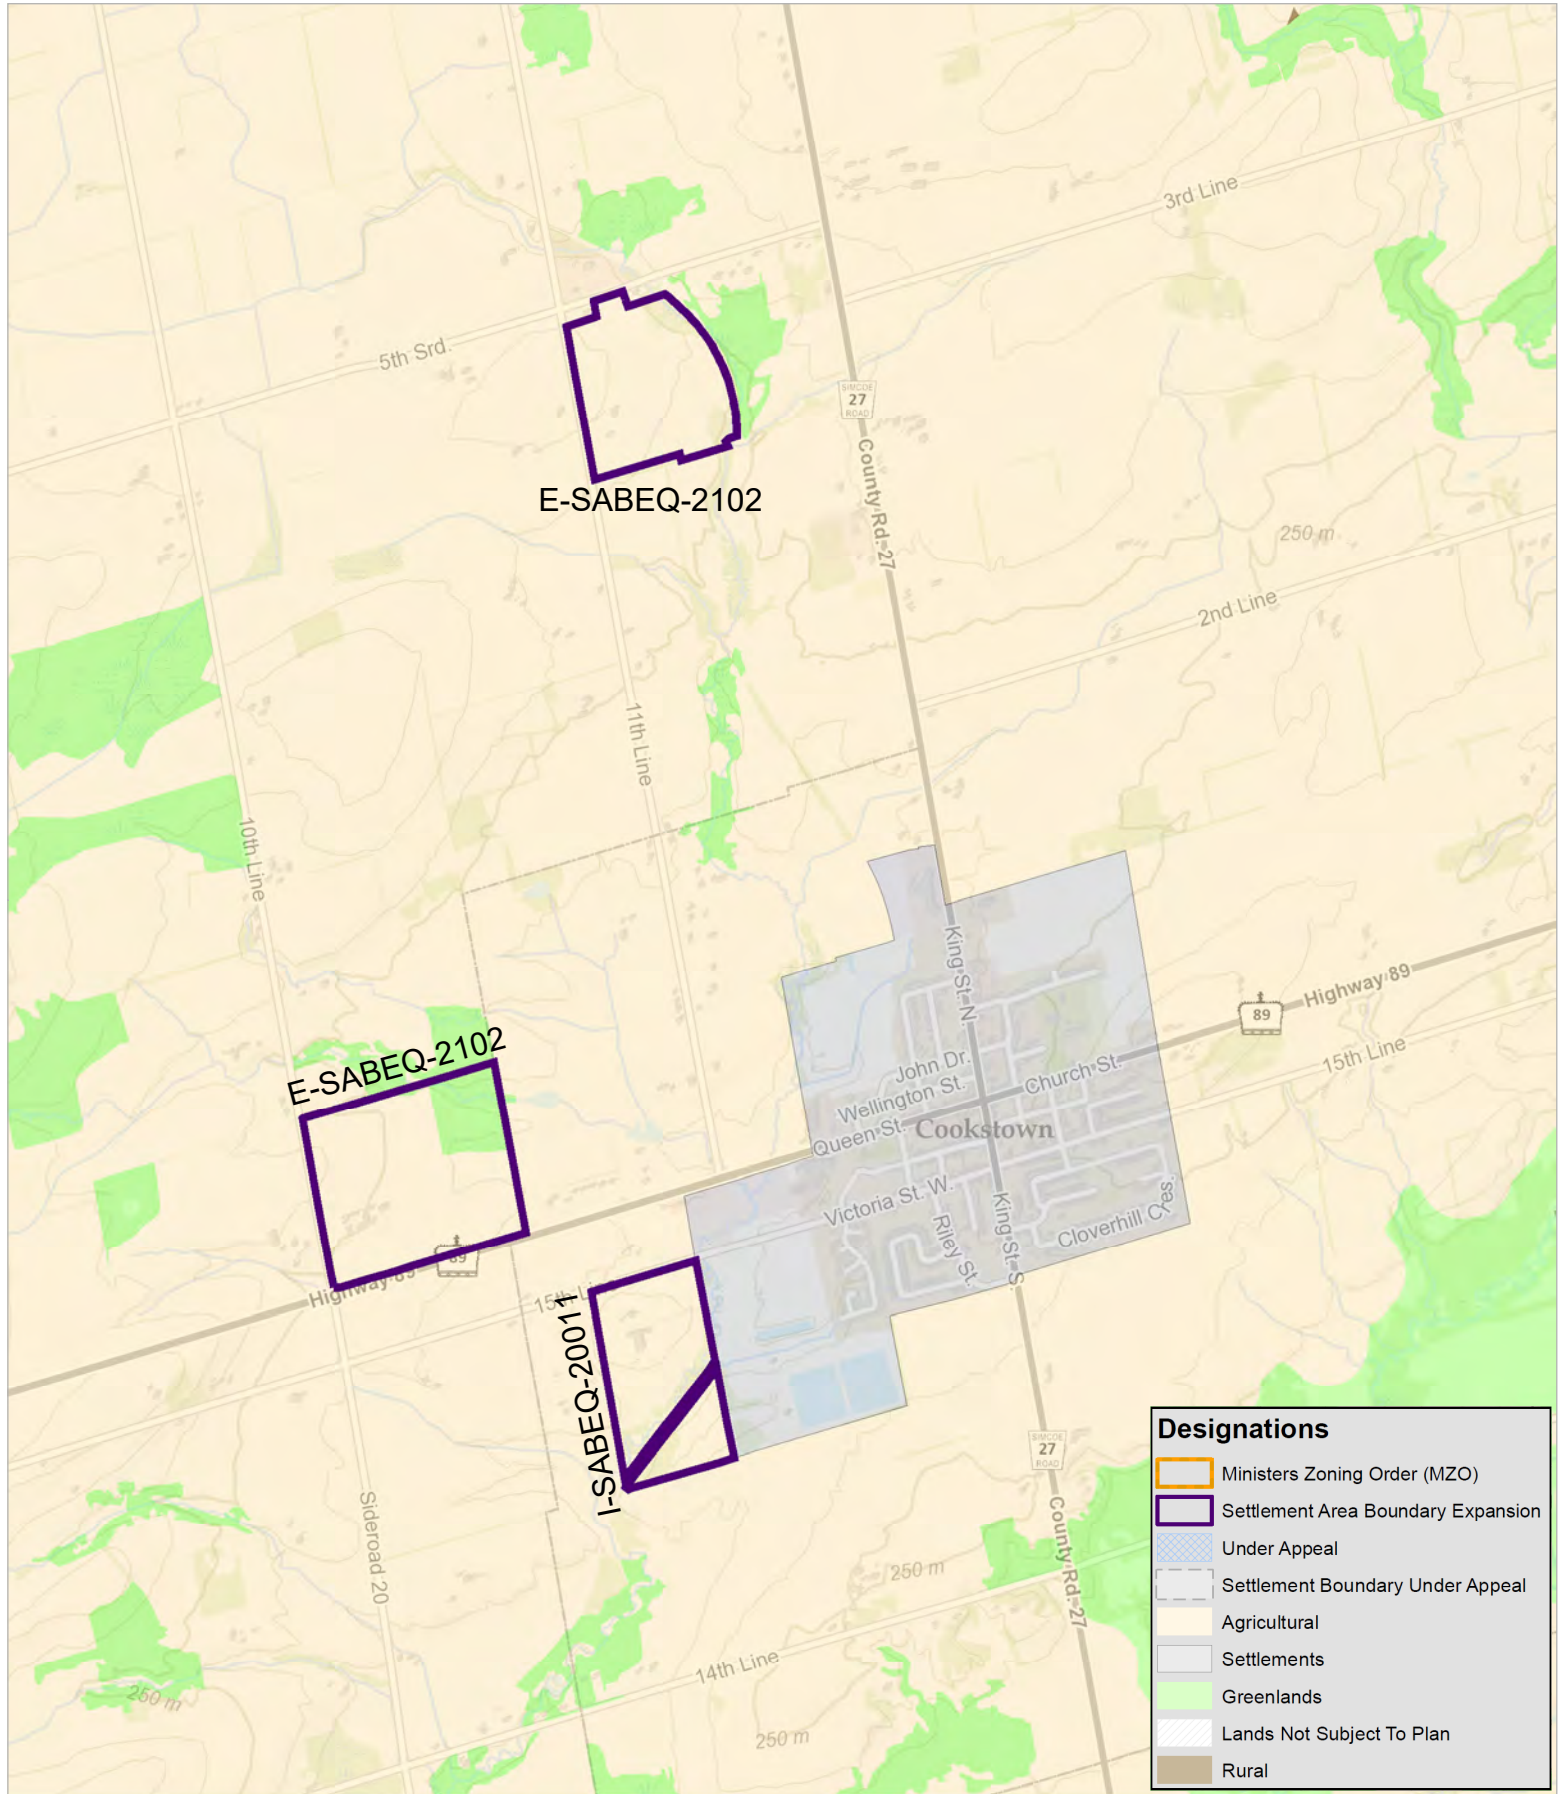 3rd Line
5th Srd.
SIMCOE
27
ROAD
County Rd. 27
E-SABEQ-2102
250 m
2nd Line
11th Line
10th Line
King St. N.
Highway 89
89
15th Line
E-SABEQ-2102
John Dr.
Wellington St.
Church St.
Queen St.
Cookstown
Victoria St. W.
King St. S.
Riley St.
Cloverhill Cres.
89
Highway 89
15th Line
I-SABEQ-20011
SIMCOE
27
ROAD
County Rd. 27
Sideroad 20
250 m
14th Line
250 m
250 m
Designations
Ministers Zoning Order (MZO)
Settlement Area Boundary Expansion
Under Appeal
Settlement Boundary Under Appeal
Agricultural
Settlements
Greenlands
Lands Not Subject To Plan
Rural